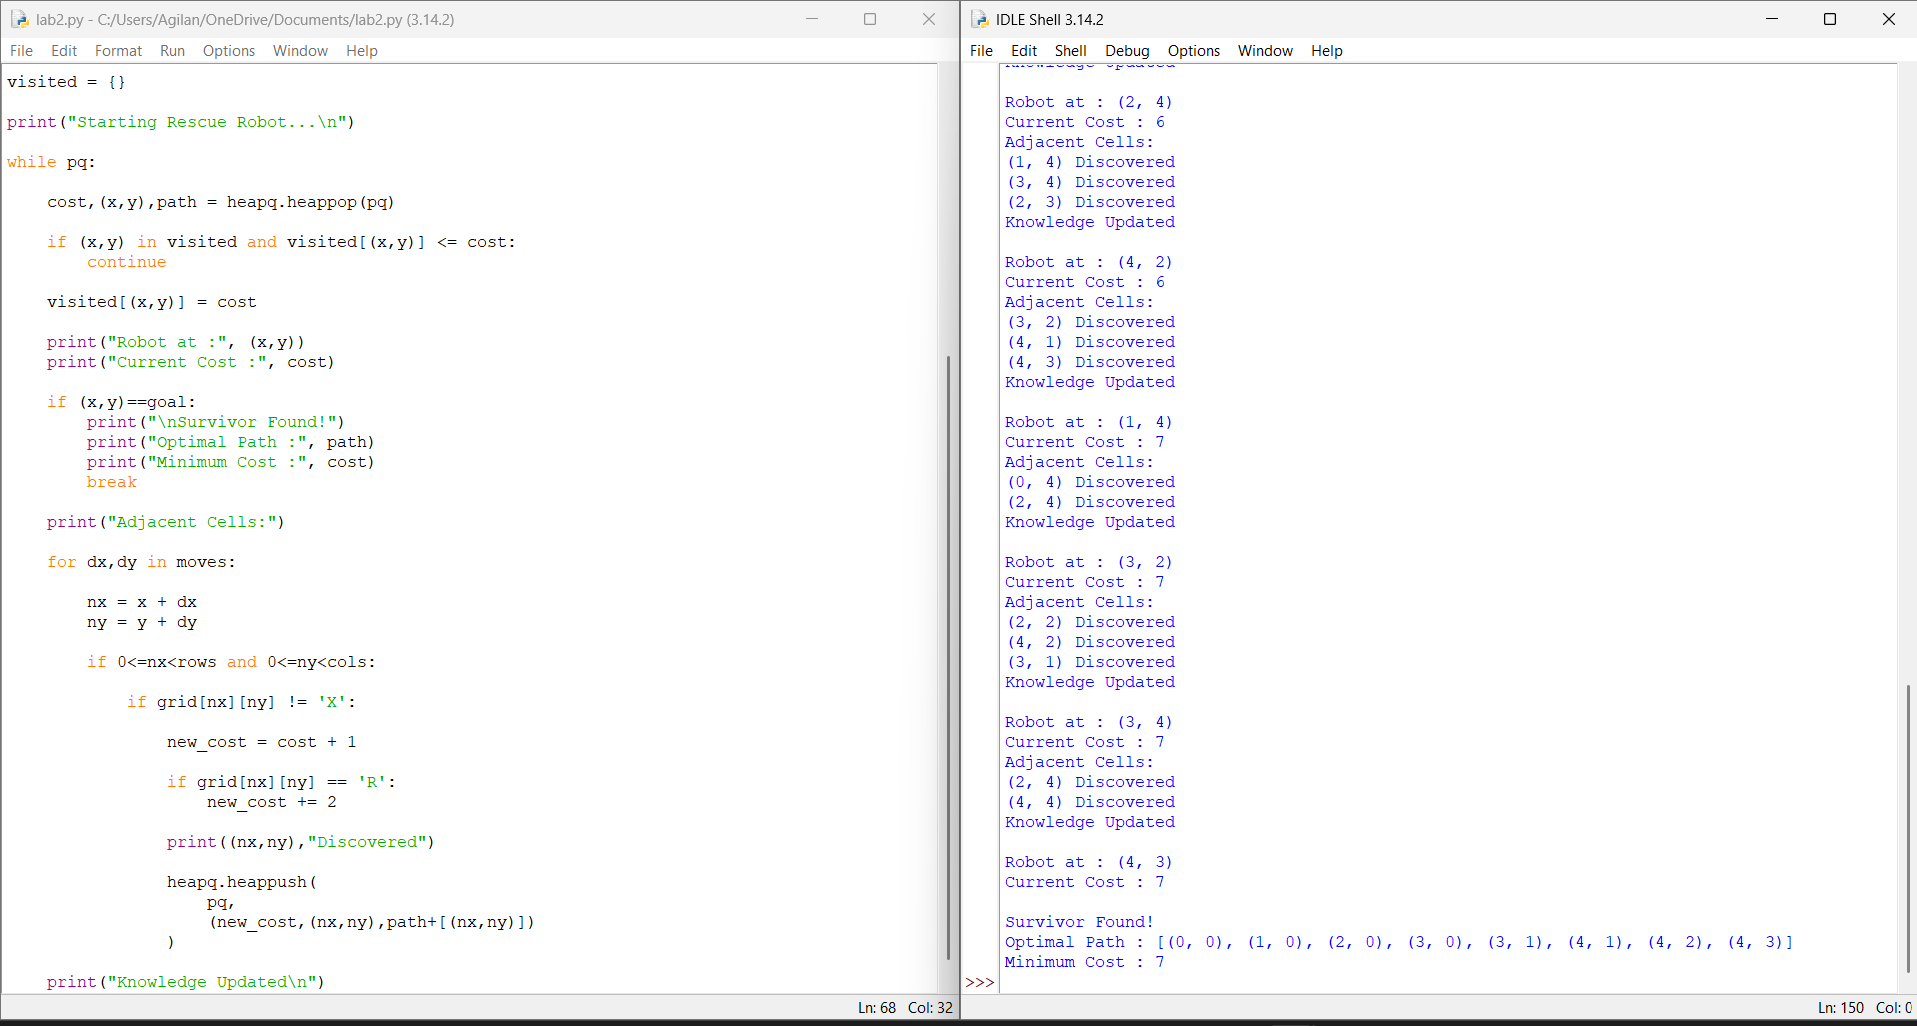 lab2.py - C:/Users/Agilan/OneDrive/Documents/lab2.py (3.14.2)
File Edit Format Run Options Window Help
visited = {}
print("Starting Rescue Robot...\n")
while pq:
    cost,(x,y),path = heapq.heappop(pq)
    if (x,y) in visited and visited[(x,y)] <= cost:
        continue
    visited[(x,y)] = cost
    print("Robot at :", (x,y))
    print("Current Cost :", cost)
    if (x,y)==goal:
        print("\nSurvivor Found!")
        print("Optimal Path :", path)
        print("Minimum Cost :", cost)
        break
    print("Adjacent Cells:")
    for dx,dy in moves:
        nx = x + dx
        ny = y + dy
        if 0<=nx<rows and 0<=ny<cols:
            if grid[nx][ny] != 'X':
                new_cost = cost + 1
                if grid[nx][ny] == 'R':
                    new_cost += 2
                print((nx,ny),"Discovered")
                heapq.heappush(
                    pq,
                    (new_cost,(nx,ny),path+[(nx,ny)])
                )
    print("Knowledge Updated\n")
Ln: 68 Col: 32
IDLE Shell 3.14.2
File Edit Shell Debug Options Window Help
Knowledge Updated
Robot at : (2, 4)
Current Cost : 6
Adjacent Cells:
(1, 4) Discovered
(3, 4) Discovered
(2, 3) Discovered
Knowledge Updated
Robot at : (4, 2)
Current Cost : 6
Adjacent Cells:
(3, 2) Discovered
(4, 1) Discovered
(4, 3) Discovered
Knowledge Updated
Robot at : (1, 4)
Current Cost : 7
Adjacent Cells:
(0, 4) Discovered
(2, 4) Discovered
Knowledge Updated
Robot at : (3, 2)
Current Cost : 7
Adjacent Cells:
(2, 2) Discovered
(4, 2) Discovered
(3, 1) Discovered
Knowledge Updated
Robot at : (3, 4)
Current Cost : 7
Adjacent Cells:
(2, 4) Discovered
(4, 4) Discovered
Knowledge Updated
Robot at : (4, 3)
Current Cost : 7
Survivor Found!
Optimal Path : [(0, 0), (1, 0), (2, 0), (3, 0), (3, 1), (4, 1), (4, 2), (4, 3)]
Minimum Cost : 7
>>>
Ln: 150 Col: 0